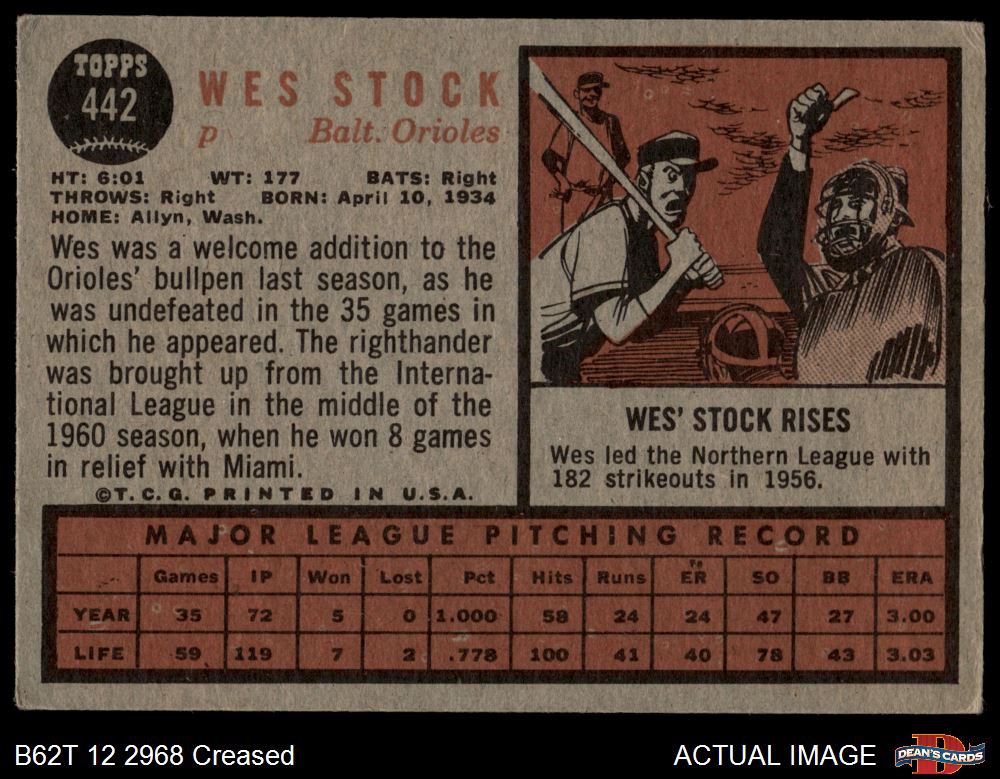 TOPPS
442
WES STOCK
p Balt. Orioles
HT: 6:01 WT: 177 BATS: Right
THROWS: Right BORN: April 10, 1934
HOME: Allyn, Wash.
Wes was a welcome addition to the
Orioles' bullpen last season, as he
was undefeated in the 35 games in
which he appeared. The righthander
was brought up from the Interna-
tional League in the middle of the
1960 season, when he won 8 games
in relief with Miami.
©T.C.G. PRINTED IN U.S.A.
WES' STOCK RISES
Wes led the Northern League with
182 strikeouts in 1956.
MAJOR LEAGUE PITCHING RECORD
Games IP Won Lost Pct Hits Runs ER SO BB ERA
YEAR 35 72 5 0 1.000 58 24 24 47 27 3.00
LIFE 59 119 7 2 .778 100 41 40 78 43 3.03
B62T 12 2968 Creased ACTUAL IMAGE DEAN'S CARDS